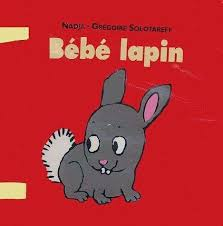 NADJA - GRÉGOIRE SOLOTAREFF
Bébé lapin